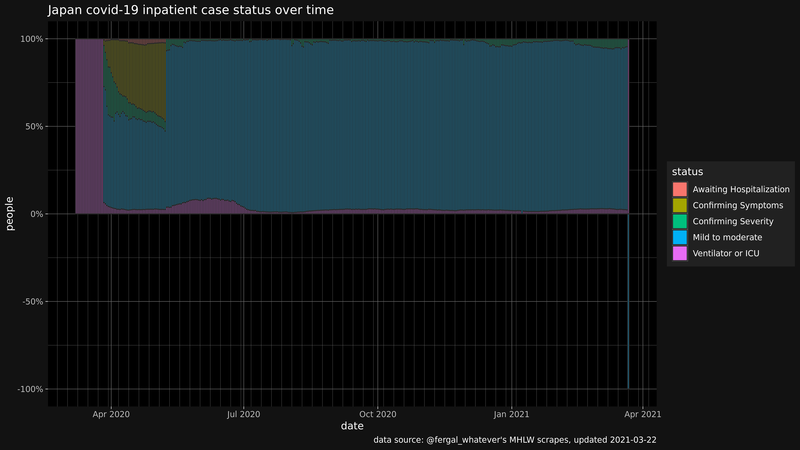 Japan covid-19 inpatient case status over time
100%
50%
0%
-50%
-100%
people
Apr 2020
Jul 2020
Oct 2020
Jan 2021
Apr 2021
date
status
Awaiting Hospitalization
Confirming Symptoms
Confirming Severity
Mild to moderate
Ventilator or ICU
data source: @fergal_whatever's MHLW scrapes, updated 2021-03-22